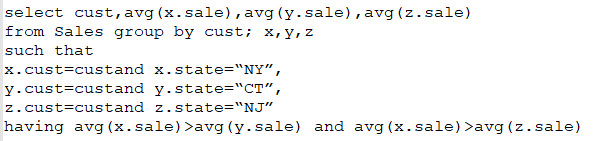 select cust,avg(x.sale),avg(y.sale),avg(z.sale)
from Sales group by cust; x,y,z
such that
x.cust=custand x.state=“NY”,
y.cust=custand y.state=“CT”,
z.cust=custand z.state=“NJ”
having avg(x.sale)>avg(y.sale) and avg(x.sale)>avg(z.sale)